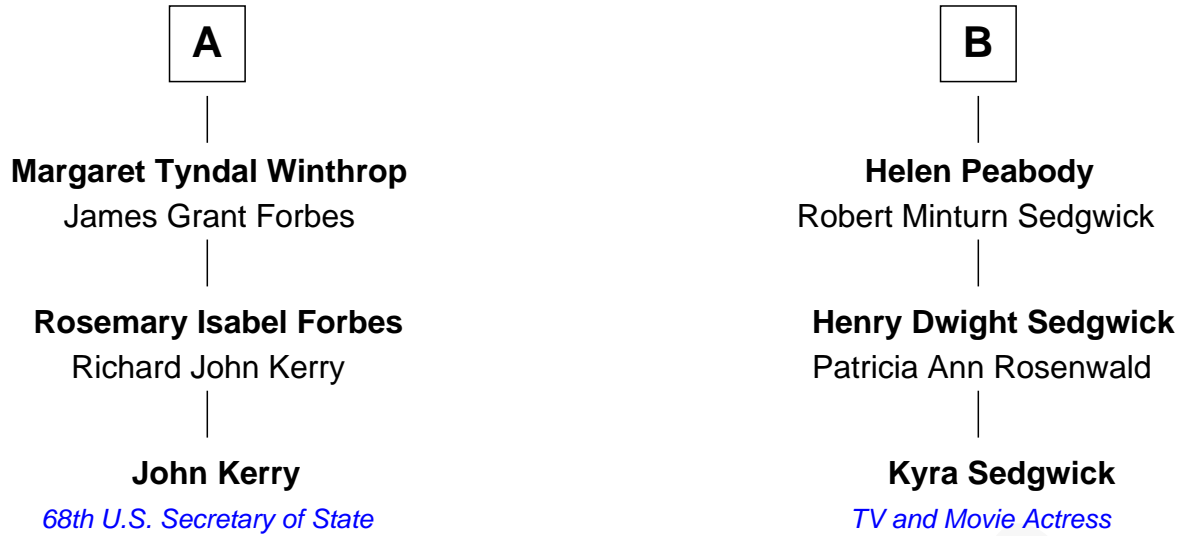 A
Margaret Tyndal Winthrop
James Grant Forbes
Rosemary Isabel Forbes
Richard John Kerry
John Kerry
68th U.S. Secretary of State
B
Helen Peabody
Robert Minturn Sedgwick
Henry Dwight Sedgwick
Patricia Ann Rosenwald
Kyra Sedgwick
TV and Movie Actress